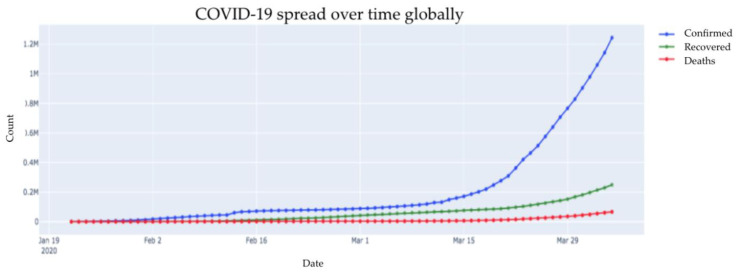 COVID-19 spread over time globally
Confirmed
Recovered
Deaths
Count
.2M
1M
0.8M
0.6M
0.4M
0.2M
0
Jan 19
2020
Feb 2
Feb 16
Mar 1
Mar 15
Mar 29
Date